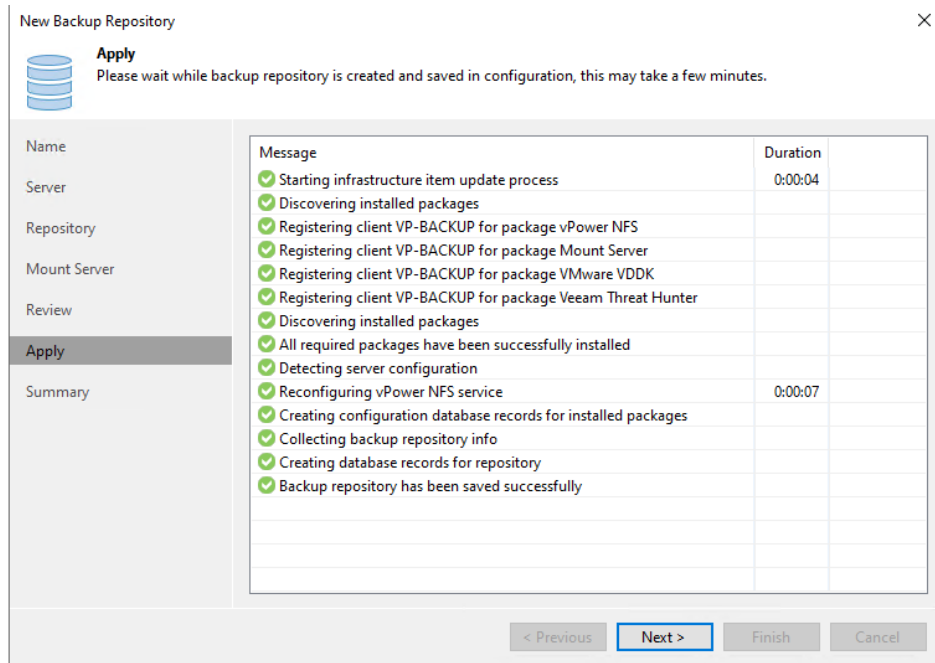 New Backup Repository
Apply
Please wait while backup repository is created and saved in configuration, this may take a few minutes.
Name
Server
Repository
Mount Server
Review
Apply
Summary
Message Duration
Starting infrastructure item update process 0:00:04
Discovering installed packages
Registering client VP-BACKUP for package vPower NFS
Registering client VP-BACKUP for package Mount Server
Registering client VP-BACKUP for package VMware VDDK
Registering client VP-BACKUP for package Veeam Threat Hunter
Discovering installed packages
All required packages have been successfully installed
Detecting server configuration
Reconfiguring vPower NFS service 0:00:07
Creating configuration database records for installed packages
Collecting backup repository info
Creating database records for repository
Backup repository has been saved successfully
< Previous Next > Finish Cancel